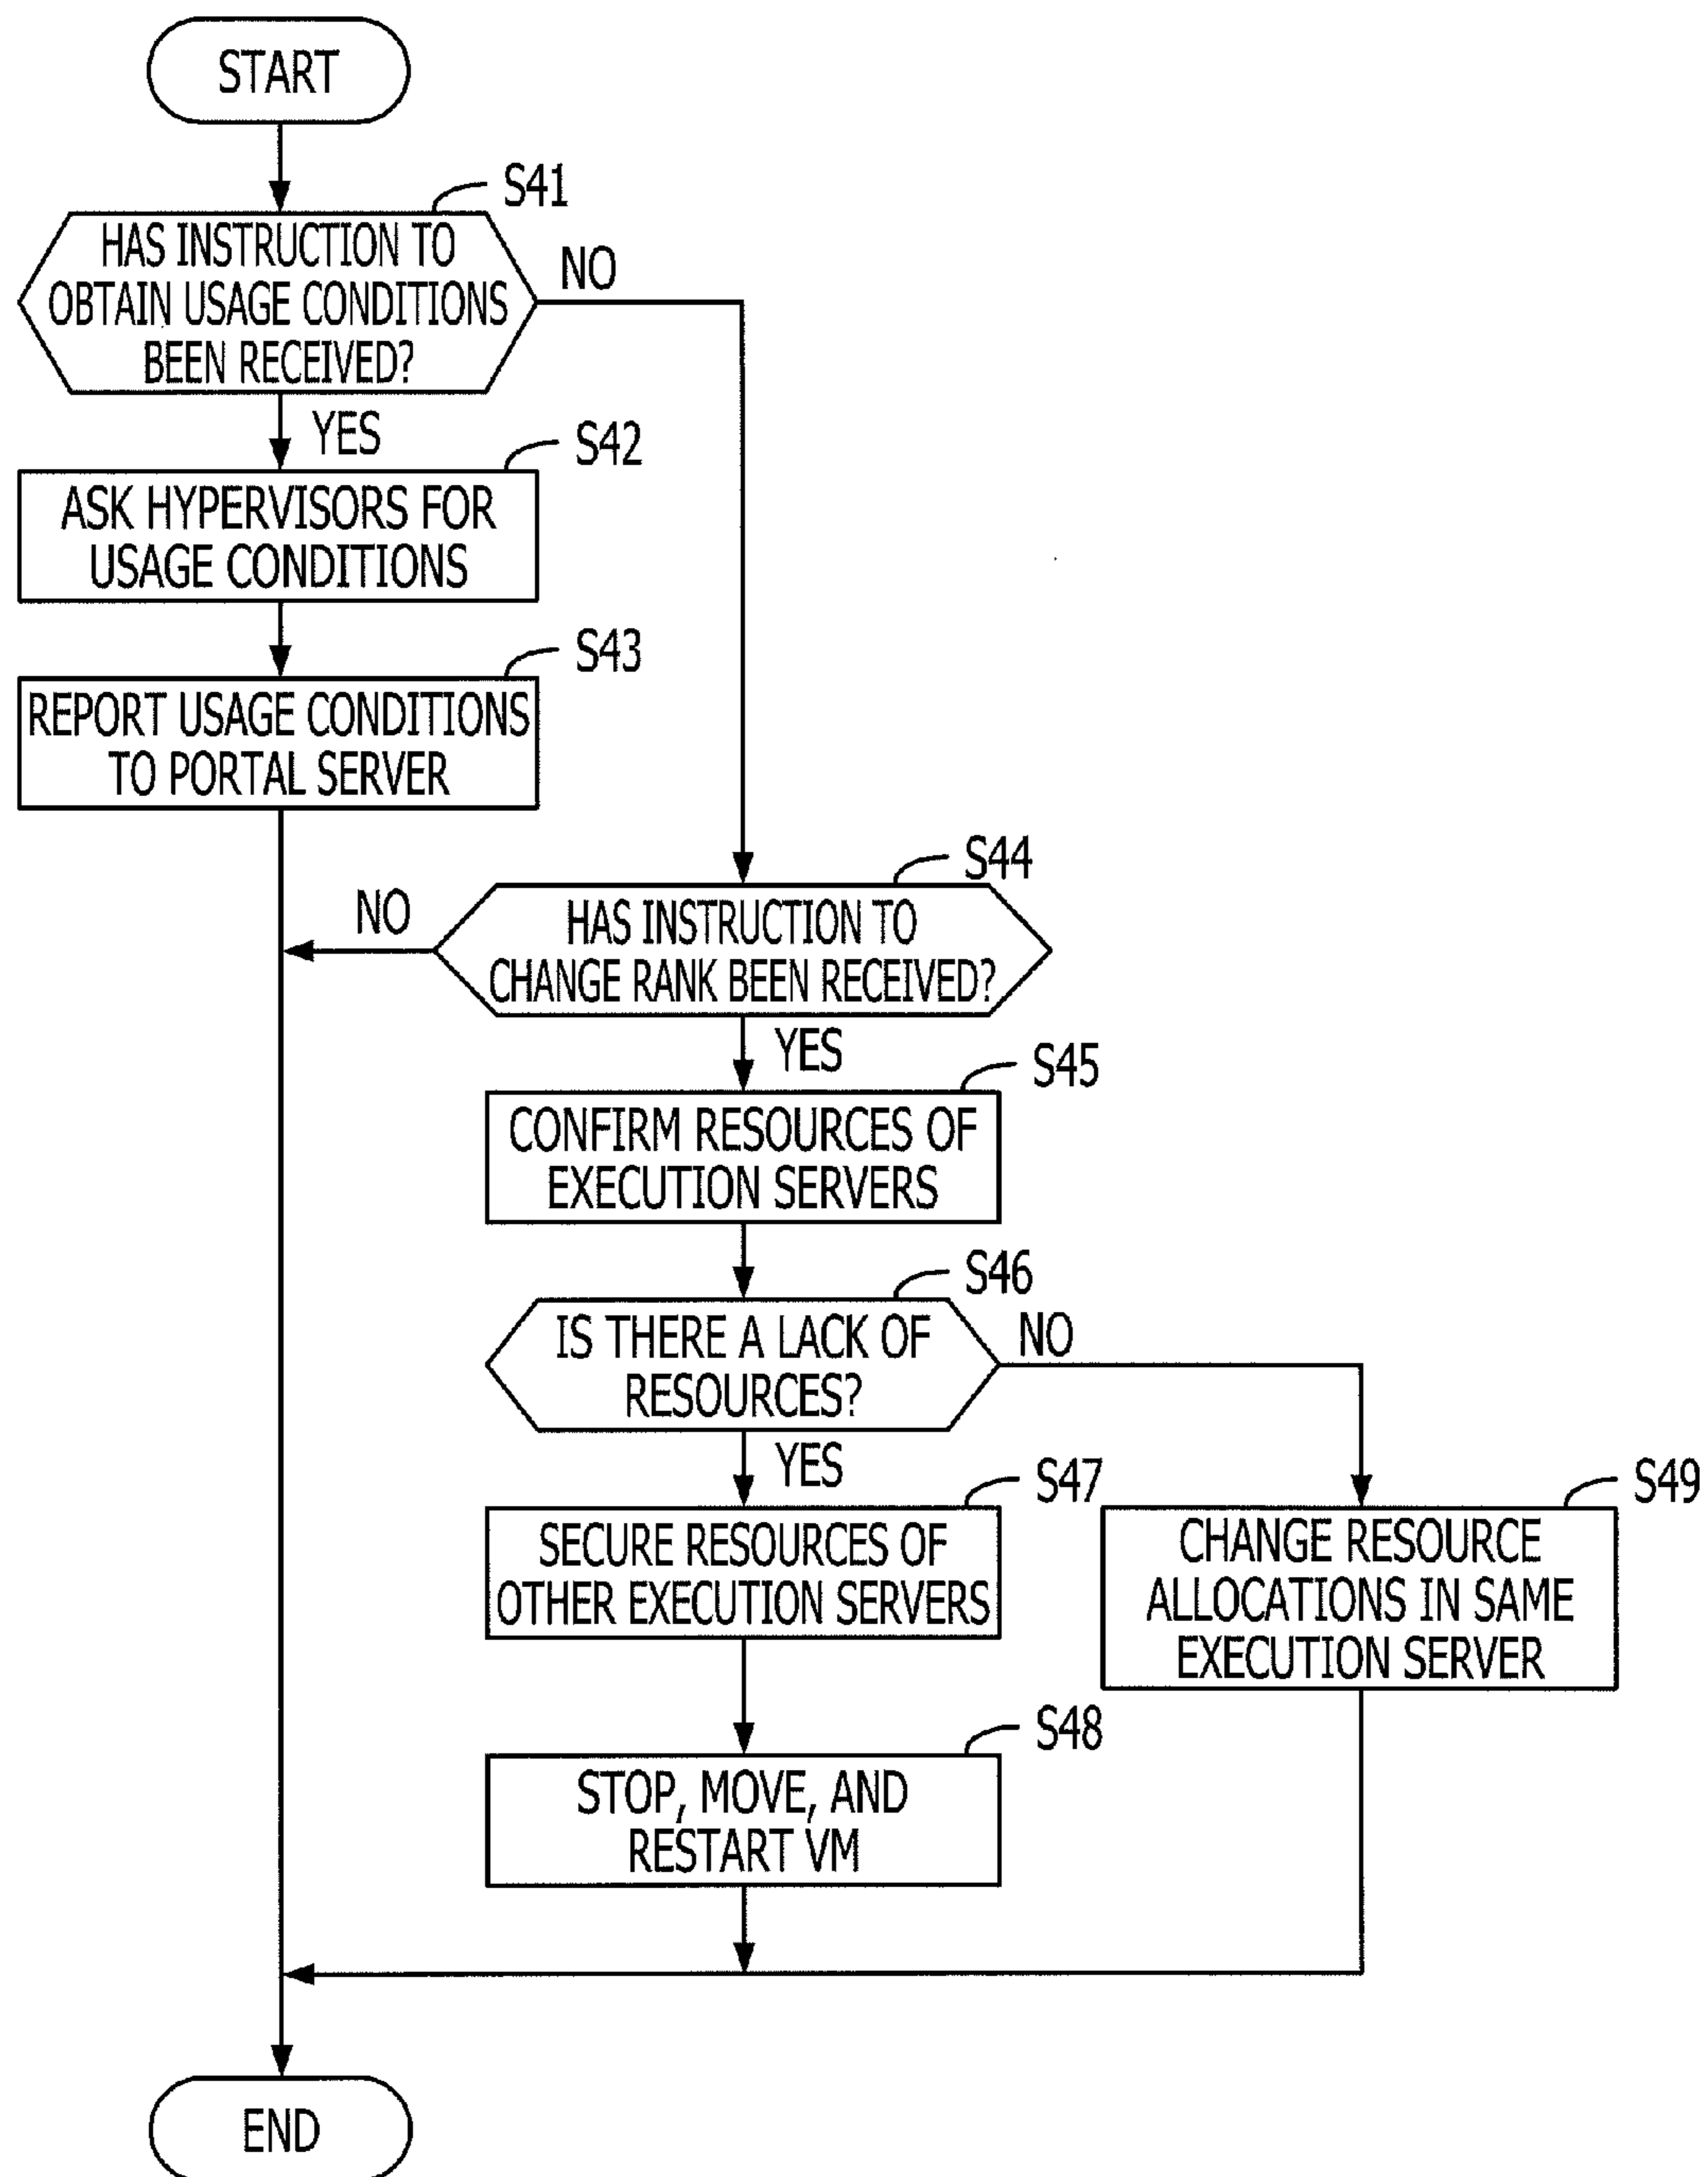 START
S41
HAS INSTRUCTION TO
OBTAIN USAGE CONDITIONS
BEEN RECEIVED?
NO
YES
S42
ASK HYPERVISORS FOR
USAGE CONDITIONS
S43
REPORT USAGE CONDITIONS
TO PORTAL SERVER
S44
NO
HAS INSTRUCTION TO
CHANGE RANK BEEN RECEIVED?
YES
S45
CONFIRM RESOURCES OF
EXECUTION SERVERS
S46
IS THERE A LACK OF
RESOURCES?
NO
YES
S47
SECURE RESOURCES OF
OTHER EXECUTION SERVERS
S49
CHANGE RESOURCE
ALLOCATIONS IN SAME
EXECUTION SERVER
S48
STOP, MOVE, AND
RESTART VM
END